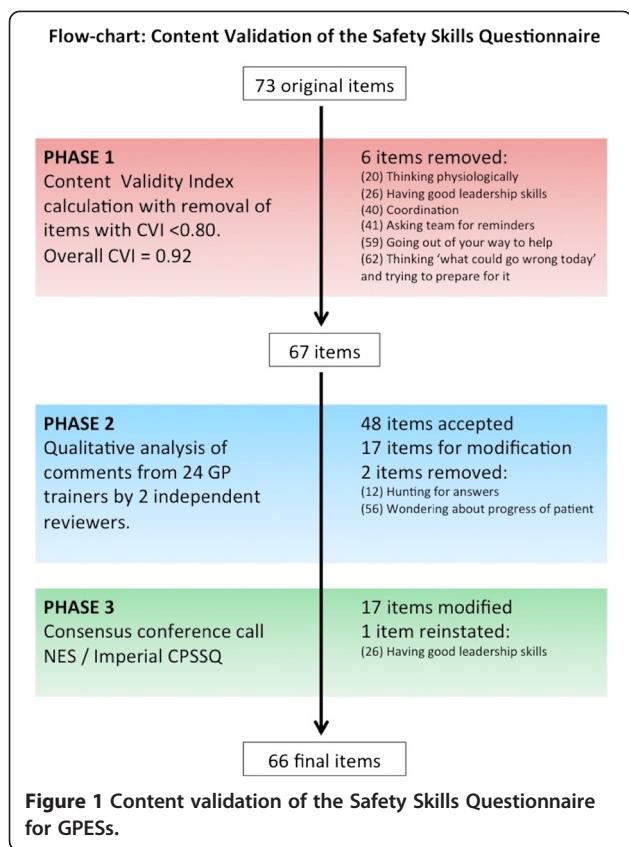 Flow-chart: Content Validation of the Safety Skills Questionnaire
73 original items
PHASE 1
Content Validity Index
calculation with removal of
items with CVI <0.80.
Overall CVI = 0.92
6 items removed:
(20) Thinking physiologically
(26) Having good leadership skills
(40) Coordination
(41) Asking team for reminders
(59) Going out of your way to help
(62) Thinking ‘what could go wrong today’
and trying to prepare for it
67 items
PHASE 2
Qualitative analysis of
comments from 24 GP
trainers by 2 independent
reviewers.
48 items accepted
17 items for modification
2 items removed:
(12) Hunting for answers
(56) Wondering about progress of patient
PHASE 3
Consensus conference call
NES / Imperial CPSSQ
17 items modified
1 item reinstated:
(26) Having good leadership skills
66 final items
Figure 1 Content validation of the Safety Skills Questionnaire
for GPESs.